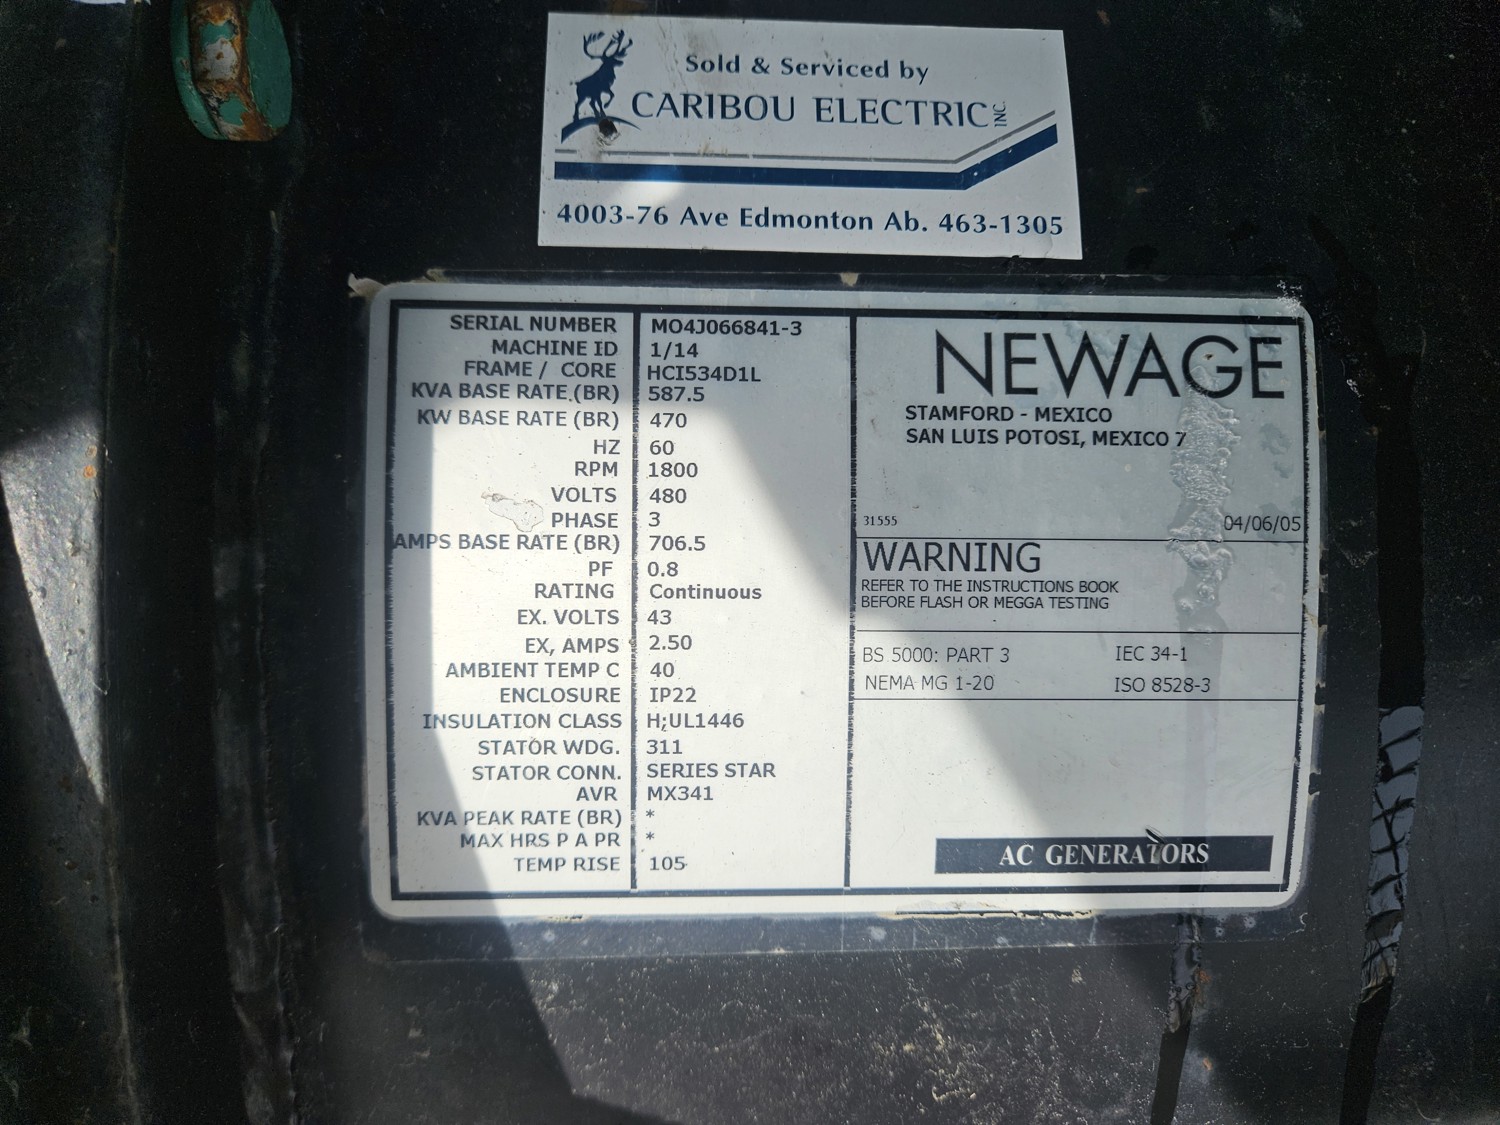 Sold & Serviced by
CARIBOU ELECTRIC INC.
4003-76 Ave Edmonton Ab. 463-1305
SERIAL NUMBER MO4J066841-3
MACHINE ID 1/14
FRAME / CORE HCI534D1L
KVA BASE RATE (BR) 587.5
KW BASE RATE (BR) 470
HZ 60
RPM 1800
VOLTS 480
PHASE 3
AMPS BASE RATE (BR) 706.5
PF 0.8
RATING Continuous
EX. VOLTS 43
EX, AMPS 2.50
AMBIENT TEMP C 40
ENCLOSURE IP22
INSULATION CLASS H;UL1446
STATOR WDG. 311
STATOR CONN. SERIES STAR
AVR MX341
KVA PEAK RATE (BR) *
MAX HRS P A PR *
TEMP RISE 105
NEWAGE
STAMFORD - MEXICO
SAN LUIS POTOSI, MEXICO 7
31555 04/06/05
WARNING
REFER TO THE INSTRUCTIONS BOOK
BEFORE FLASH OR MEGGA TESTING
BS 5000: PART 3 IEC 34-1
NEMA MG 1-20 ISO 8528-3
AC GENERATORS